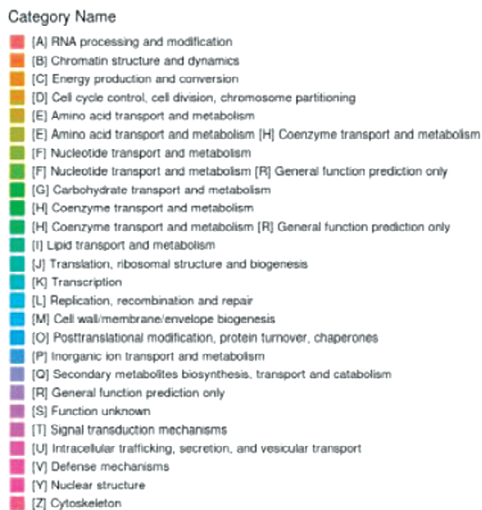 Category Name
[A] RNA processing and modification
[B] Chromatin structure and dynamics
[C] Energy production and conversion
[D] Cell cycle control, cell division, chromosome partitioning
[E] Amino acid transport and metabolism
[E] Amino acid transport and metabolism [H] Coenzyme transport and metabolism
[F] Nucleotide transport and metabolism
[F] Nucleotide transport and metabolism [R] General function prediction only
[G] Carbohydrate transport and metabolism
[H] Coenzyme transport and metabolism
[H] Coenzyme transport and metabolism [R] General function prediction only
[I] Lipid transport and metabolism
[J] Translation, ribosomal structure and biogenesis
[K] Transcription
[L] Replication, recombination and repair
[M] Cell wall/membrane/envelope biogenesis
[O] Posttranslational modification, protein turnover, chaperones
[P] Inorganic ion transport and metabolism
[Q] Secondary metabolites biosynthesis, transport and catabolism
[R] General function prediction only
[S] Function unknown
[T] Signal transduction mechanisms
[U] Intracellular trafficking, secretion, and vesicular transport
[V] Defense mechanisms
[Y] Nuclear structure
[Z] Cytoskeleton